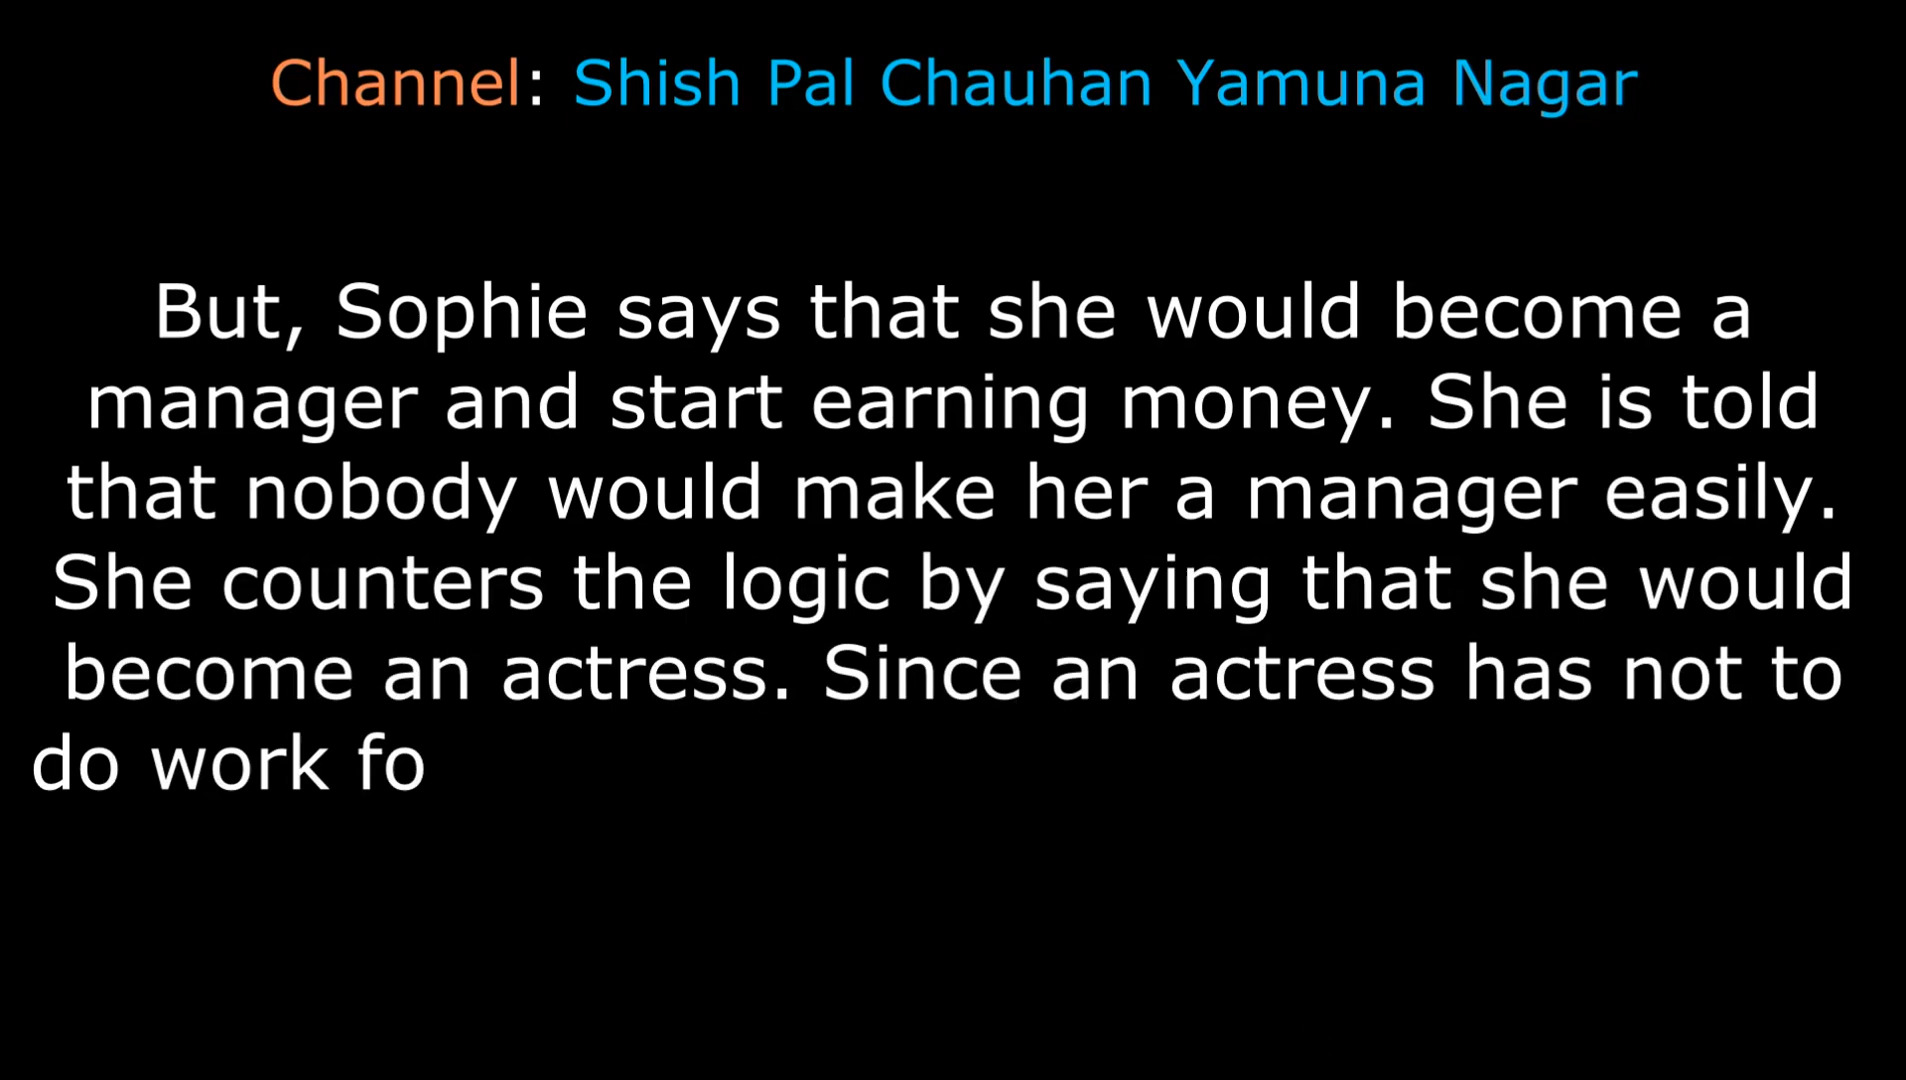 Channel: Shish Pal Chauhan Yamuna Nagar
But, Sophie says that she would become a
manager and start earning money. She is told
that nobody would make her a manager easily.
She counters the logic by saying that she would
become an actress. Since an actress has not to
do work fo